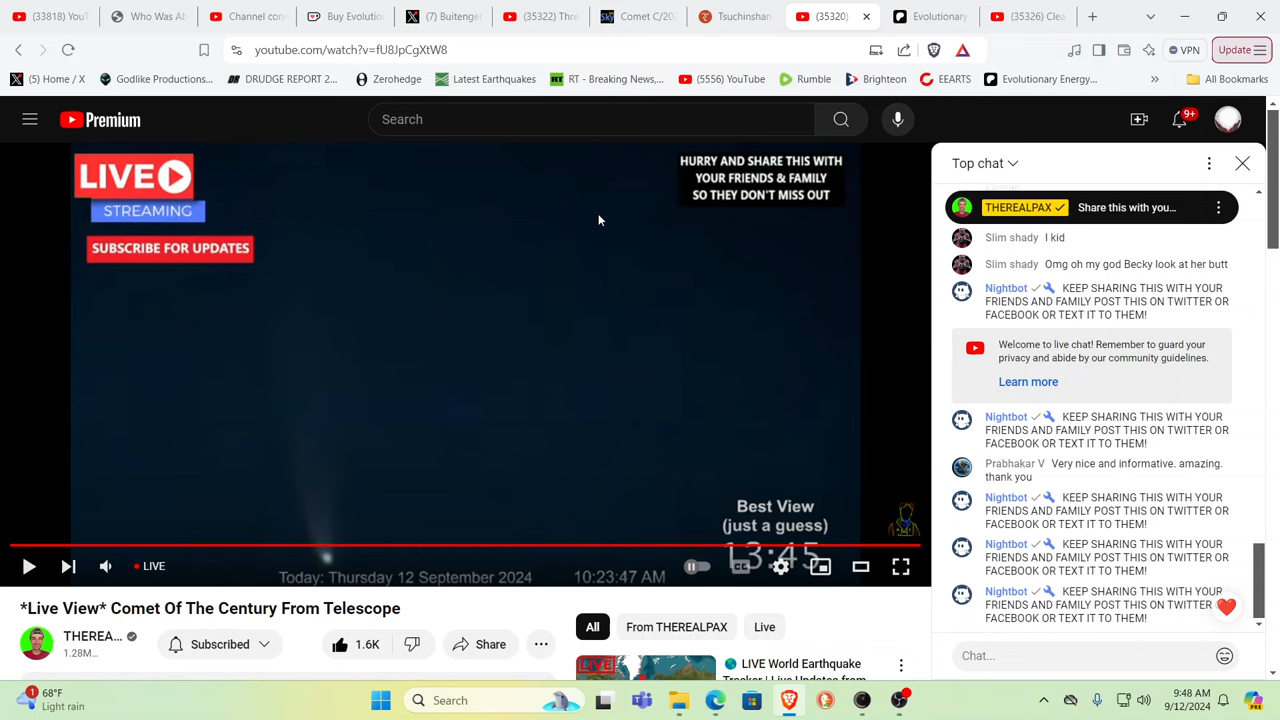 (33818) You
Who Was Ab
Channel con
Buy Evolutio
(7) Buitenget
(35322) Thre
Comet C/20
Tsuchinshan
(35320)
Evolutionary
(35326) Clea
youtube.com/watch?v=fU8JpCgXtW8
VPN
Update
(5) Home / X
Godlike Productions...
DRUDGE REPORT 2...
Zerohedge
Latest Earthquakes
RT - Breaking News,...
(5550) YouTube
Rumble
Brighteon
EEARTS
Evolutionary Energy...
All Bookmarks
Premium
Search
9+
LIVE
STREAMING
SUBSCRIBE FOR UPDATES
HURRY AND SHARE THIS WITH
YOUR FRIENDS & FAMILY
SO THEY DON'T MISS OUT
Best View
(just a guess)
13:45
LIVE
Today: Thursday 12 September 2024
10:23:47 AM
*Live View* Comet Of The Century From Telescope
THEREA...
1.28M...
Subscribed
1.6K
Share
All
From THEREALPAX
Live
LIVE
LIVE World Earthquake
Tracker | Live Updates from
Top chat
THEREALPAX
Share this with you...
Slim shady I kid
Slim shady Omg oh my god Becky look at her butt
Nightbot KEEP SHARING THIS WITH YOUR
FRIENDS AND FAMILY POST THIS ON TWITTER OR
FACEBOOK OR TEXT IT TO THEM!
Welcome to live chat! Remember to guard your
privacy and abide by our community guidelines.
Learn more
Nightbot KEEP SHARING THIS WITH YOUR
FRIENDS AND FAMILY POST THIS ON TWITTER OR
FACEBOOK OR TEXT IT TO THEM!
Prabhakar V Very nice and informative. amazing.
thank you
Nightbot KEEP SHARING THIS WITH YOUR
FRIENDS AND FAMILY POST THIS ON TWITTER OR
FACEBOOK OR TEXT IT TO THEM!
Nightbot KEEP SHARING THIS WITH YOUR
FRIENDS AND FAMILY POST THIS ON TWITTER OR
FACEBOOK OR TEXT IT TO THEM!
Nightbot KEEP SHARING THIS WITH YOUR
FRIENDS AND FAMILY POST THIS ON TWITTER OR
FACEBOOK OR TEXT IT TO THEM!
Chat...
1
68°F
Light rain
Search
9:48 AM
9/12/2024